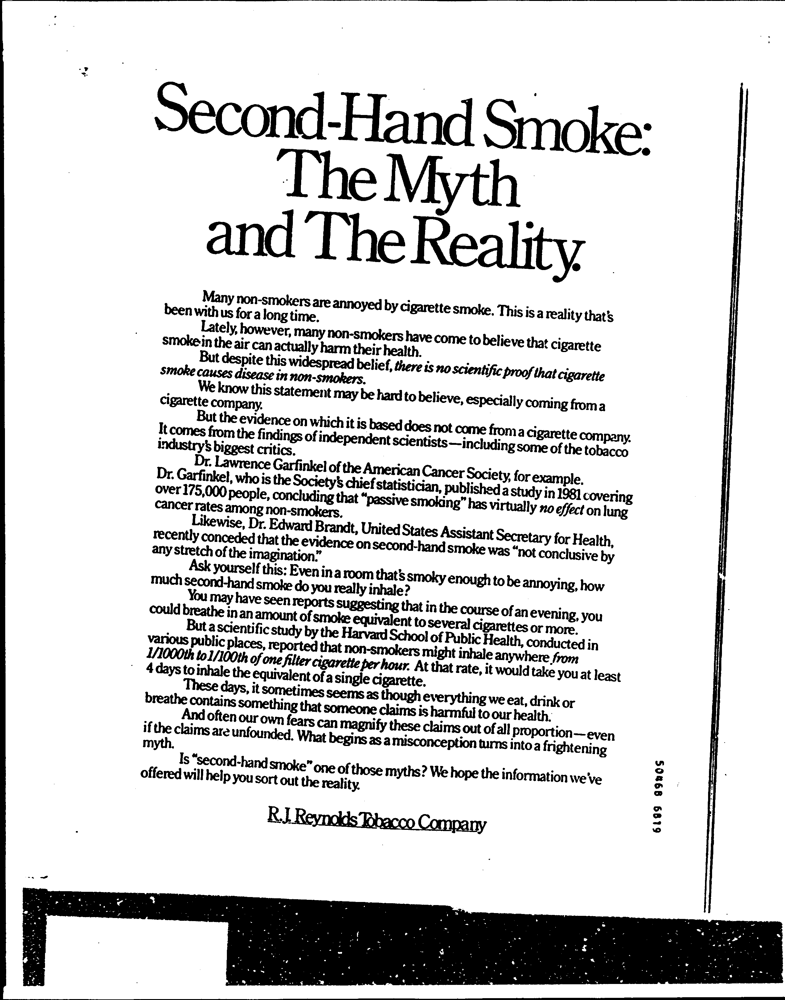 Second-Hand Smoke:
The Myth
and The Reality.
Many non-smokers are annoyed by cigarette smoke. This is a reality that's
been with us for a long time.
Lately, however, many non-smokers have come to believe that cigarette
smoke in the air can actually harm their health.
But despite this widespread belief, there is no scientific proof that cigarette
smoke causes disease in non-smokers.
We know this statement may be hard to believe, especially coming from a
cigarette company.
But the evidence on which it is based does not come from a cigarette company.
It comes from the findings of independent scientists—including some of the tobacco
industry's biggest critics.
Dr. Lawrence Garfinkel of the American Cancer Society, for example.
Dr. Garfinkel, who is the Society's chief statistician, published a study in 1981 covering
over 175,000 people, concluding that "passive smoking" has virtually no effect on lung
cancer rates among non-smokers.
Likewise, Dr. Edward Brandt, United States Assistant Secretary for Health,
recently conceded that the evidence on second-hand smoke was "not conclusive by
any stretch of the imagination."
Ask yourself this: Even in a room that's smoky enough to be annoying, how
much second-hand smoke do you really inhale?
You may have seen reports suggesting that in the course of an evening, you
could breathe in an amount of smoke equivalent to several cigarettes or more.
But a scientific study by the Harvard School of Public Health, conducted in
various public places, reported that non-smokers might inhale anywhere from
1/1000th to 1/100th of one filter cigarette per hour. At that rate, it would take you at least
4 days to inhale the equivalent of a single cigarette.
These days, it sometimes seems as though everything we eat, drink or
breathe contains something that someone claims is harmful to our health.
And often our own fears can magnify these claims out of all proportion—even
if the claims are unfounded. What begins as a misconception turns into a frightening
myth.
Is "second-hand smoke" one of those myths? We hope the information we've
offered will help you sort out the reality.
R.J. Reynolds Tobacco Company
50468 6819